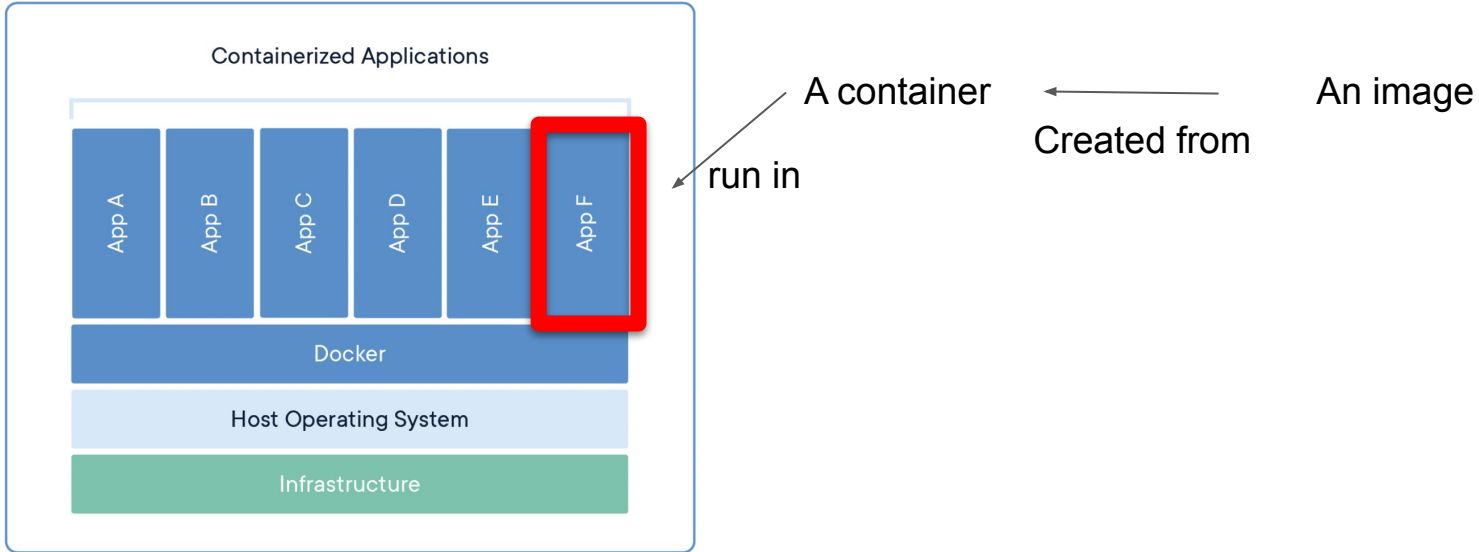 Containerized Applications
App A
App B
App C
App D
App E
App F
Docker
Host Operating System
Infrastructure
run in
A container
Created from
An image